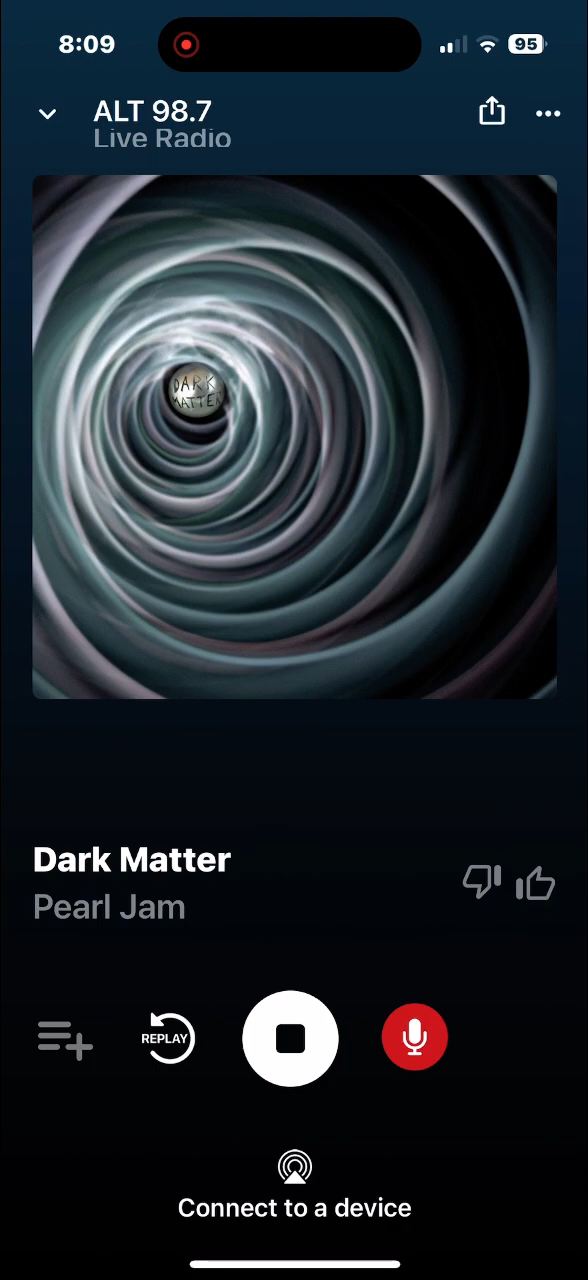 8:09
95
ALT 98.7
Live Radio
DARK
MATTER
Dark Matter
Pearl Jam
REPLAY
Connect to a device